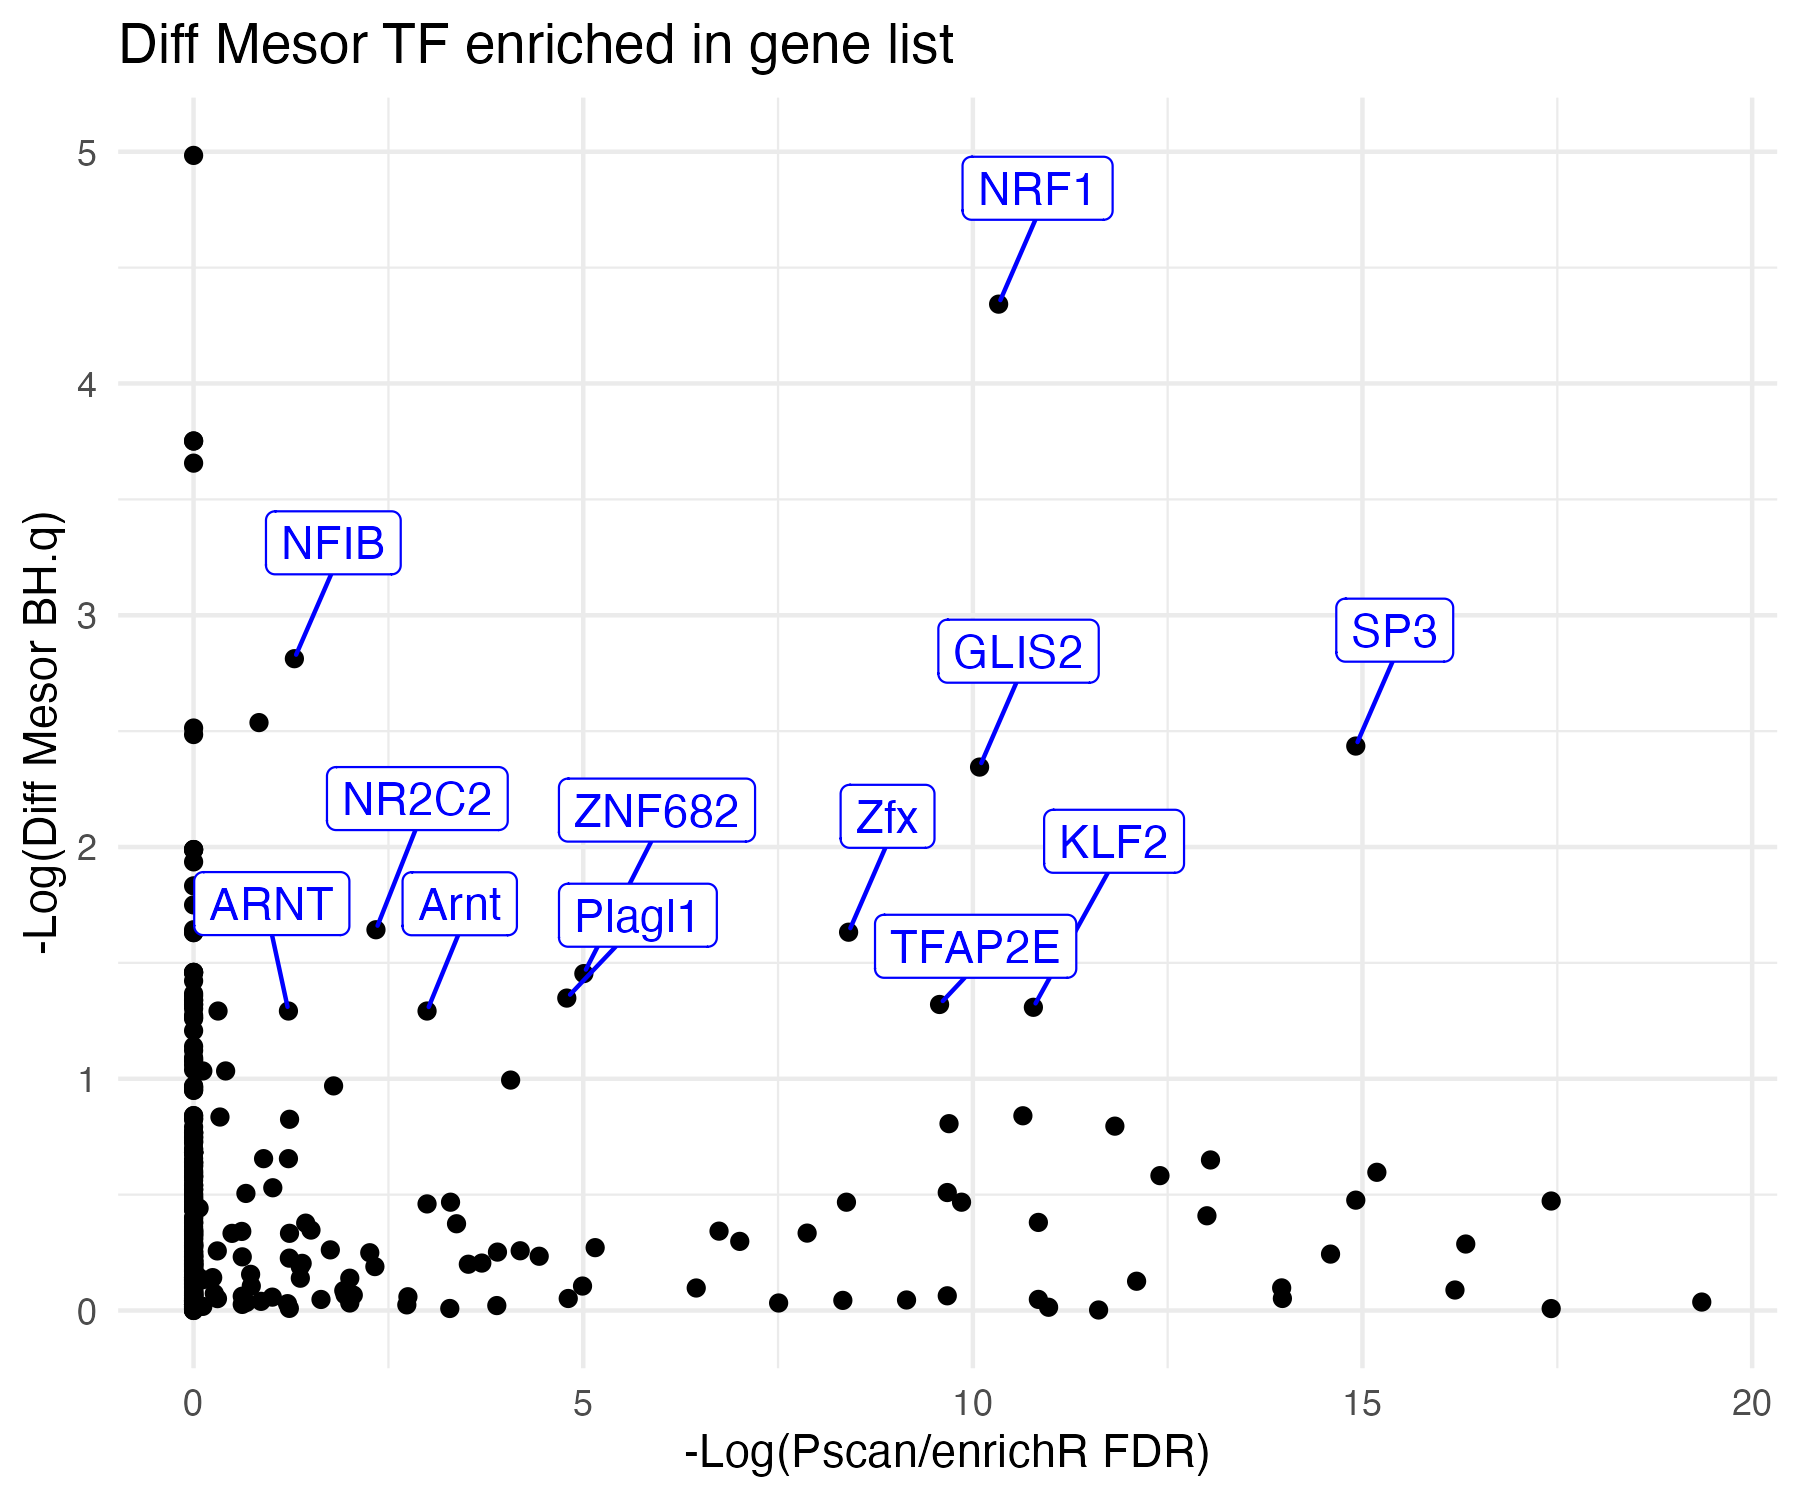 Diff Mesor TF enriched in gene list
-Log(Diff Mesor BH.q)
5
4
3
2
1
0
NRF1
NFIB
SP3
GLIS2
NR2C2
ZNF682
Zfx
KLF2
ARNT
Arnt
Plagl1
TFAP2E
0
5
10
15
20
-Log(Pscan/enrichR FDR)